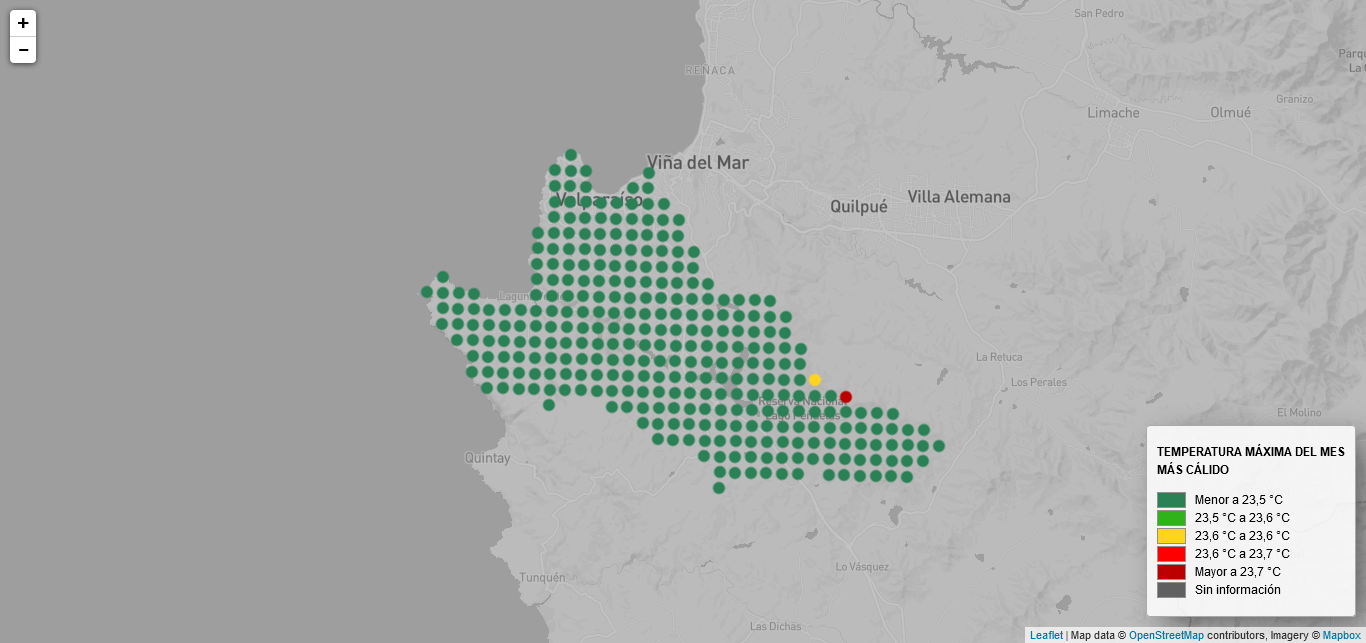 +
−
San Pedro
Parqu
La C
REÑACA
Granizo
Limache
Olmué
Viña del Mar
Valparaíso
Villa Alemana
Quilpué
Laguna
La Retuca
Los Perales
Reserva Nacional
Lago Peñuelas
El Molino
Quintay
Lo Vásquez
Tunquén
Las Dichas
TEMPERATURA MÁXIMA DEL MES
MÁS CÁLIDO
Menor a 23,5 °C
23,5 °C a 23,6 °C
23,6 °C a 23,6 °C
23,6 °C a 23,7 °C
Mayor a 23,7 °C
Sin información
Leaflet | Map data © OpenStreetMap contributors, Imagery © Mapbox